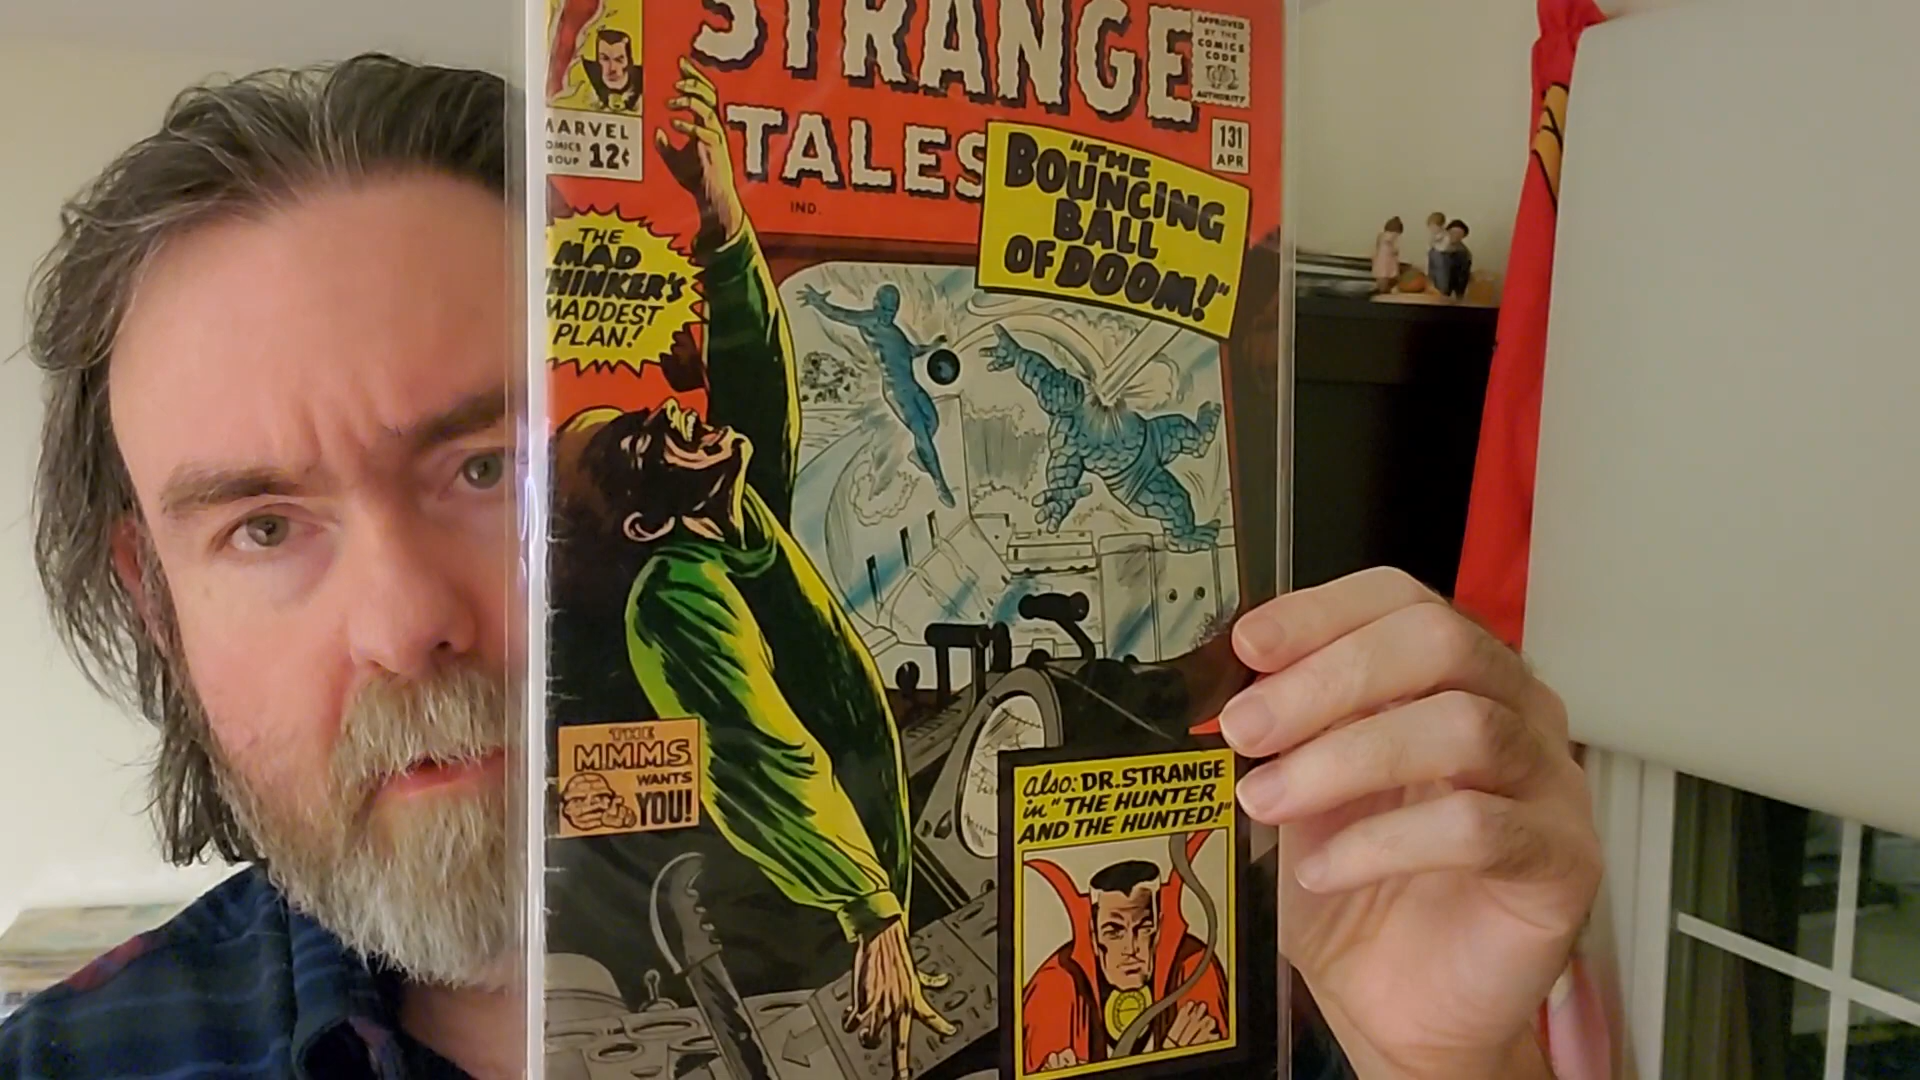 STRANGE
TALES
APPROVED
BY THE
COMICS
CODE
AUTHORITY
MARVEL
COMICS
GROUP 12¢
131
APR
IND.
"THE
BOUNCING
BALL
OF DOOM!"
THE
MAD
THINKER'S
MADDEST
PLAN!
THE
MMMS
WANTS
YOU!
also: DR. STRANGE
in "THE HUNTER
AND THE HUNTED!"